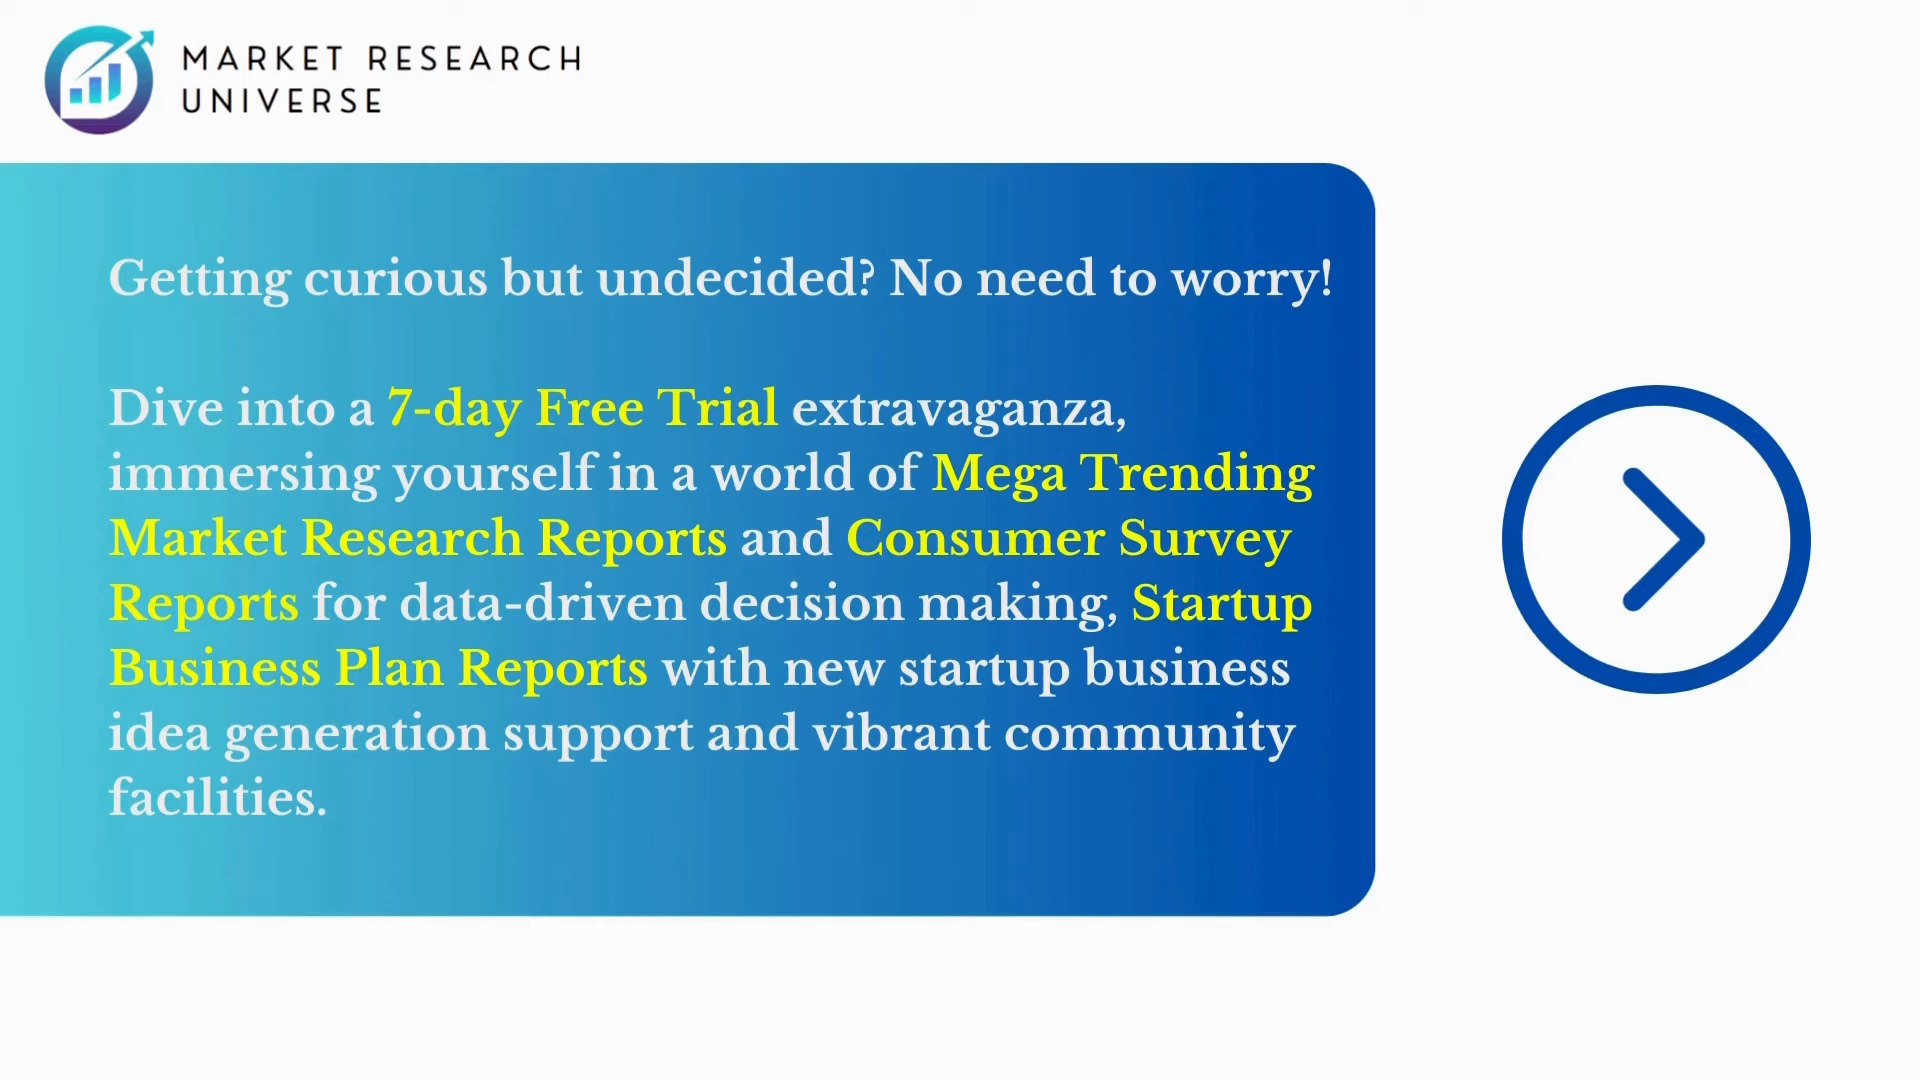 MARKET RESEARCH
UNIVERSE
Getting curious but undecided? No need to worry!
Dive into a 7-day Free Trial extravaganza,
immersing yourself in a world of Mega Trending
Market Research Reports and Consumer Survey
Reports for data-driven decision making, Startup
Business Plan Reports with new startup business
idea generation support and vibrant community
facilities.